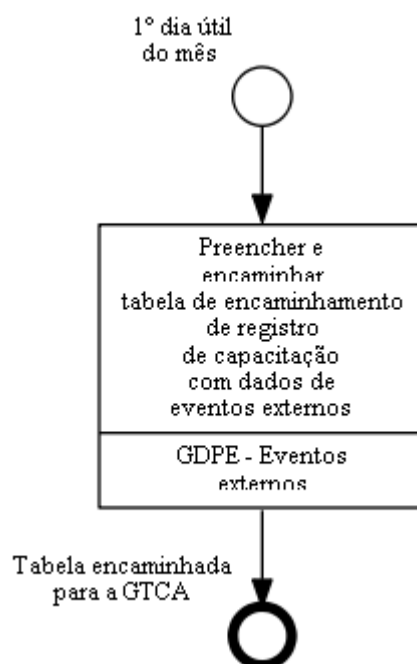 1º dia útil
do mês
Preencher e
encaminhar
tabela de encaminhamento
de registro
de capacitação
com dados de
eventos externos
GDPE - Eventos
externos
Tabela encaminhada
para a GTCA